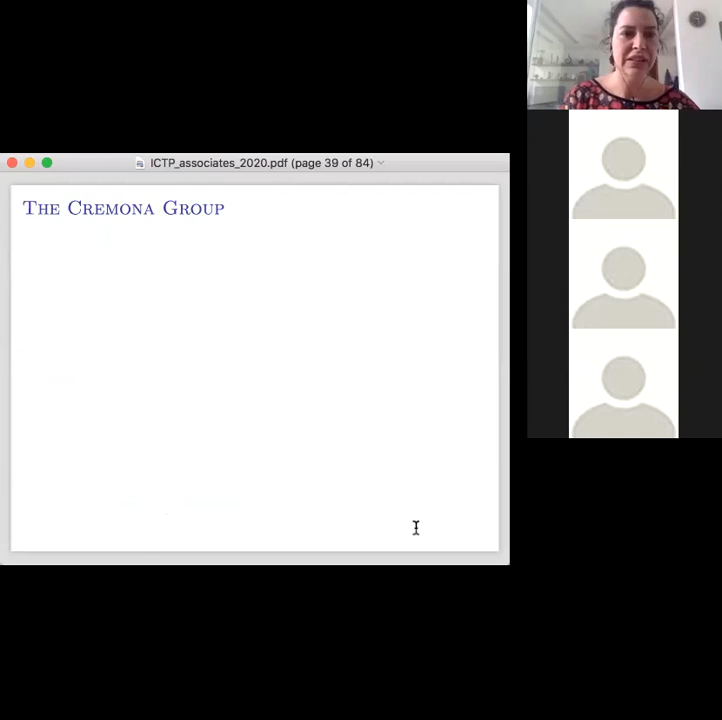 ICTP_associates_2020.pdf (page 39 of 84)
THE CREMONA GROUP